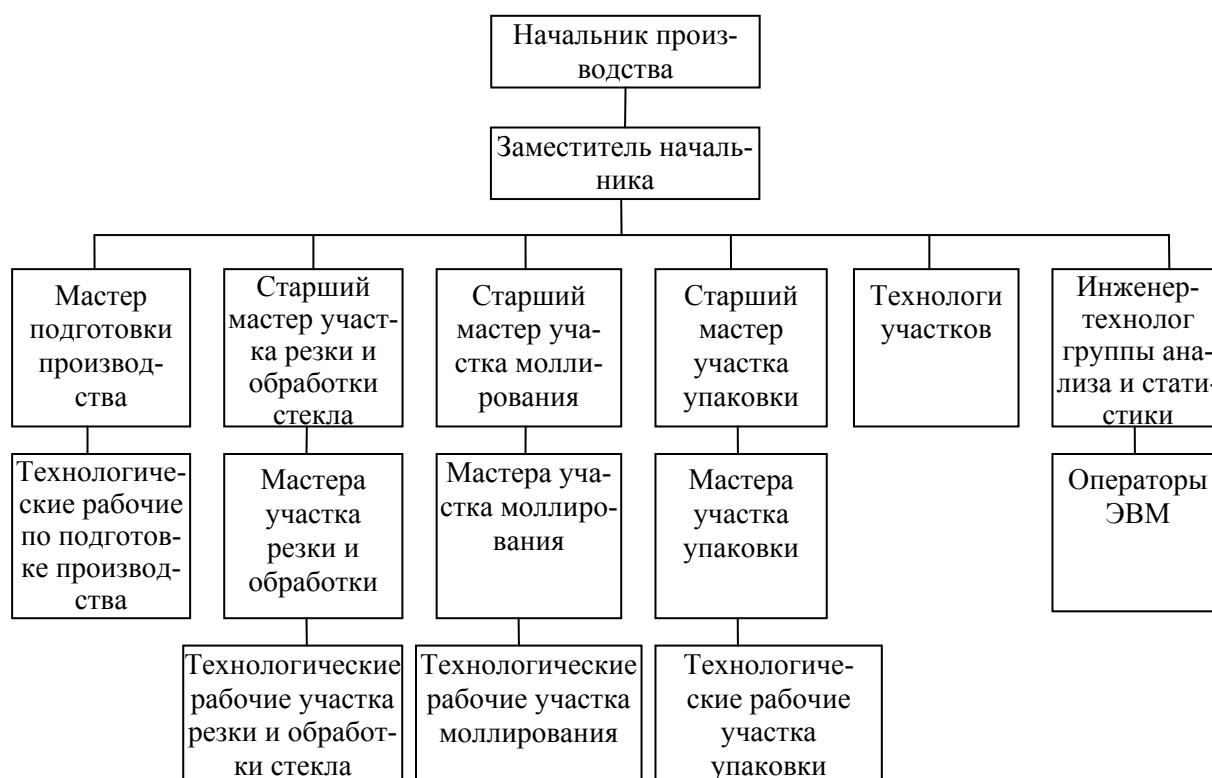 Начальник произ-
водства
Заместитель началь-
ника
Мастер
подготовки
производ-
ства
Старший
мастер участ-
ка резки и
обработки
стекла
Старший
мастер уча-
стка молли-
рования
Старший
мастер
участка
упаковки
Технологи
участков
Инженер-
технолог
группы ана-
лиза и стати-
стики
Технологиче-
ские рабочие
по подготов-
ке производ-
ства
Мастера
участка
резки и
обработки
Мастера уча-
стка моллиро-
вания
Мастера
участка
упаковки
Операторы
ЭВМ
Технологические
рабочие участка
резки и обработ-
ки стекла
Технологические
рабочие участка
моллирования
Технологиче-
ские рабочие
участка
упаковки